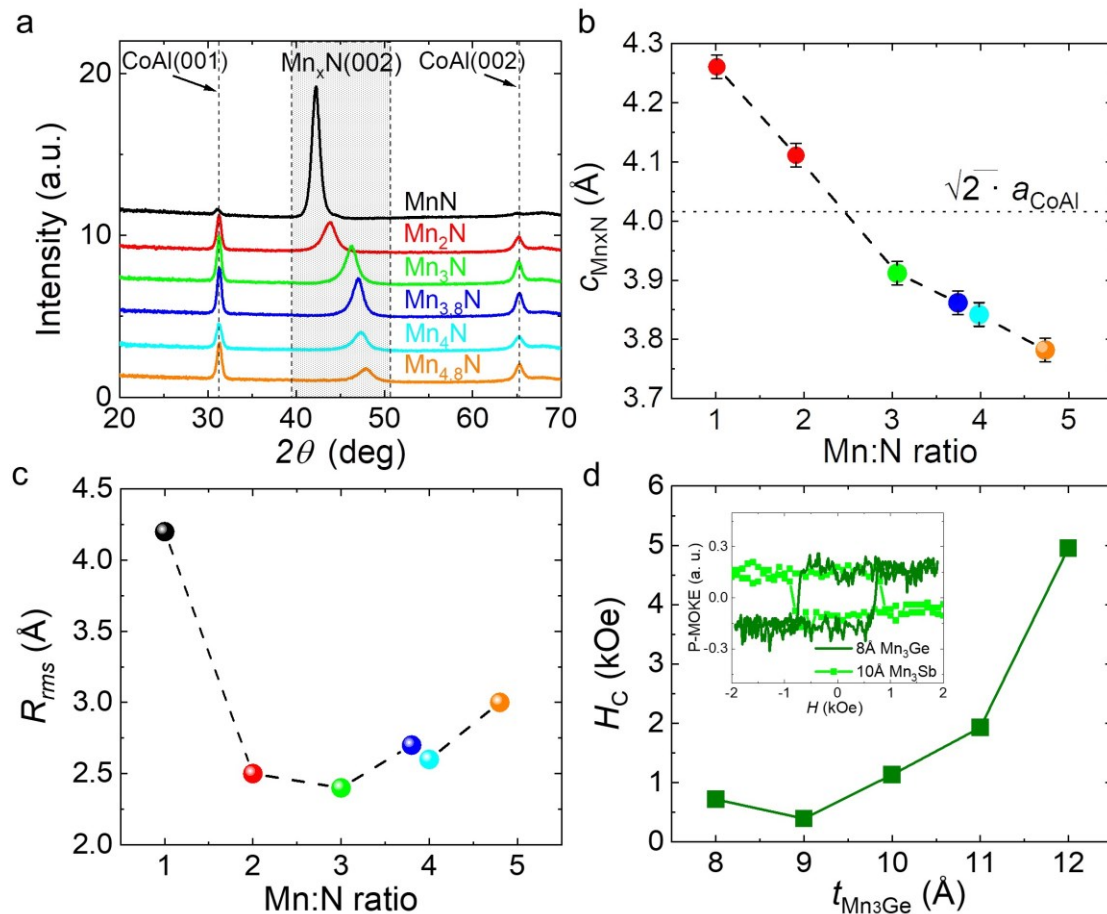 a
CoAl(001)
MnₓN(002)
CoAl(002)
MnN
Mn₂N
Mn₃N
Mn₃.₈N
Mn₄N
Mn₄.₈N
Intensity (a.u.)
20
10
0
20 30 40 50 60 70
2θ (deg)
b
4.3
4.2
4.1
4.0
3.9
3.8
3.7
c_MnxN (Å)
√2 · a_CoAl
1 2 3 4 5
Mn:N ratio
c
4.5
4.0
3.5
3.0
2.5
2.0
R_rms (Å)
1 2 3 4 5
Mn:N ratio
d
6
5
4
3
2
1
0
H_C (kOe)
P-MOKE (a. u.)
0.3
0.0
-0.3
8Å Mn₃Ge
10Å Mn₃Sb
-2 -1 0 1 2
H (kOe)
8 9 10 11 12
t_Mn₃Ge (Å)